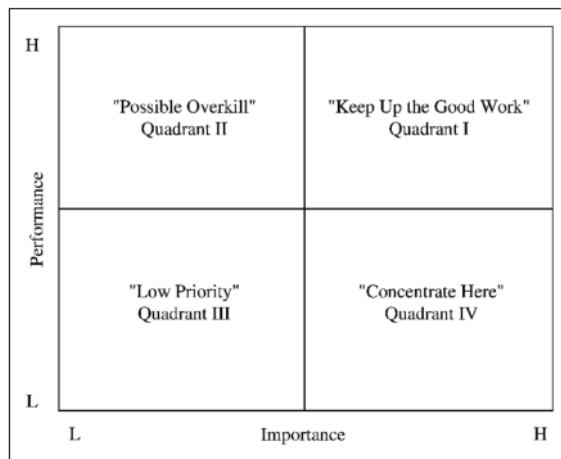 H
"Possible Overkill"
Quadrant II
"Keep Up the Good Work"
Quadrant I
Performance
"Low Priority"
Quadrant III
"Concentrate Here"
Quadrant IV
L
L
Importance
H